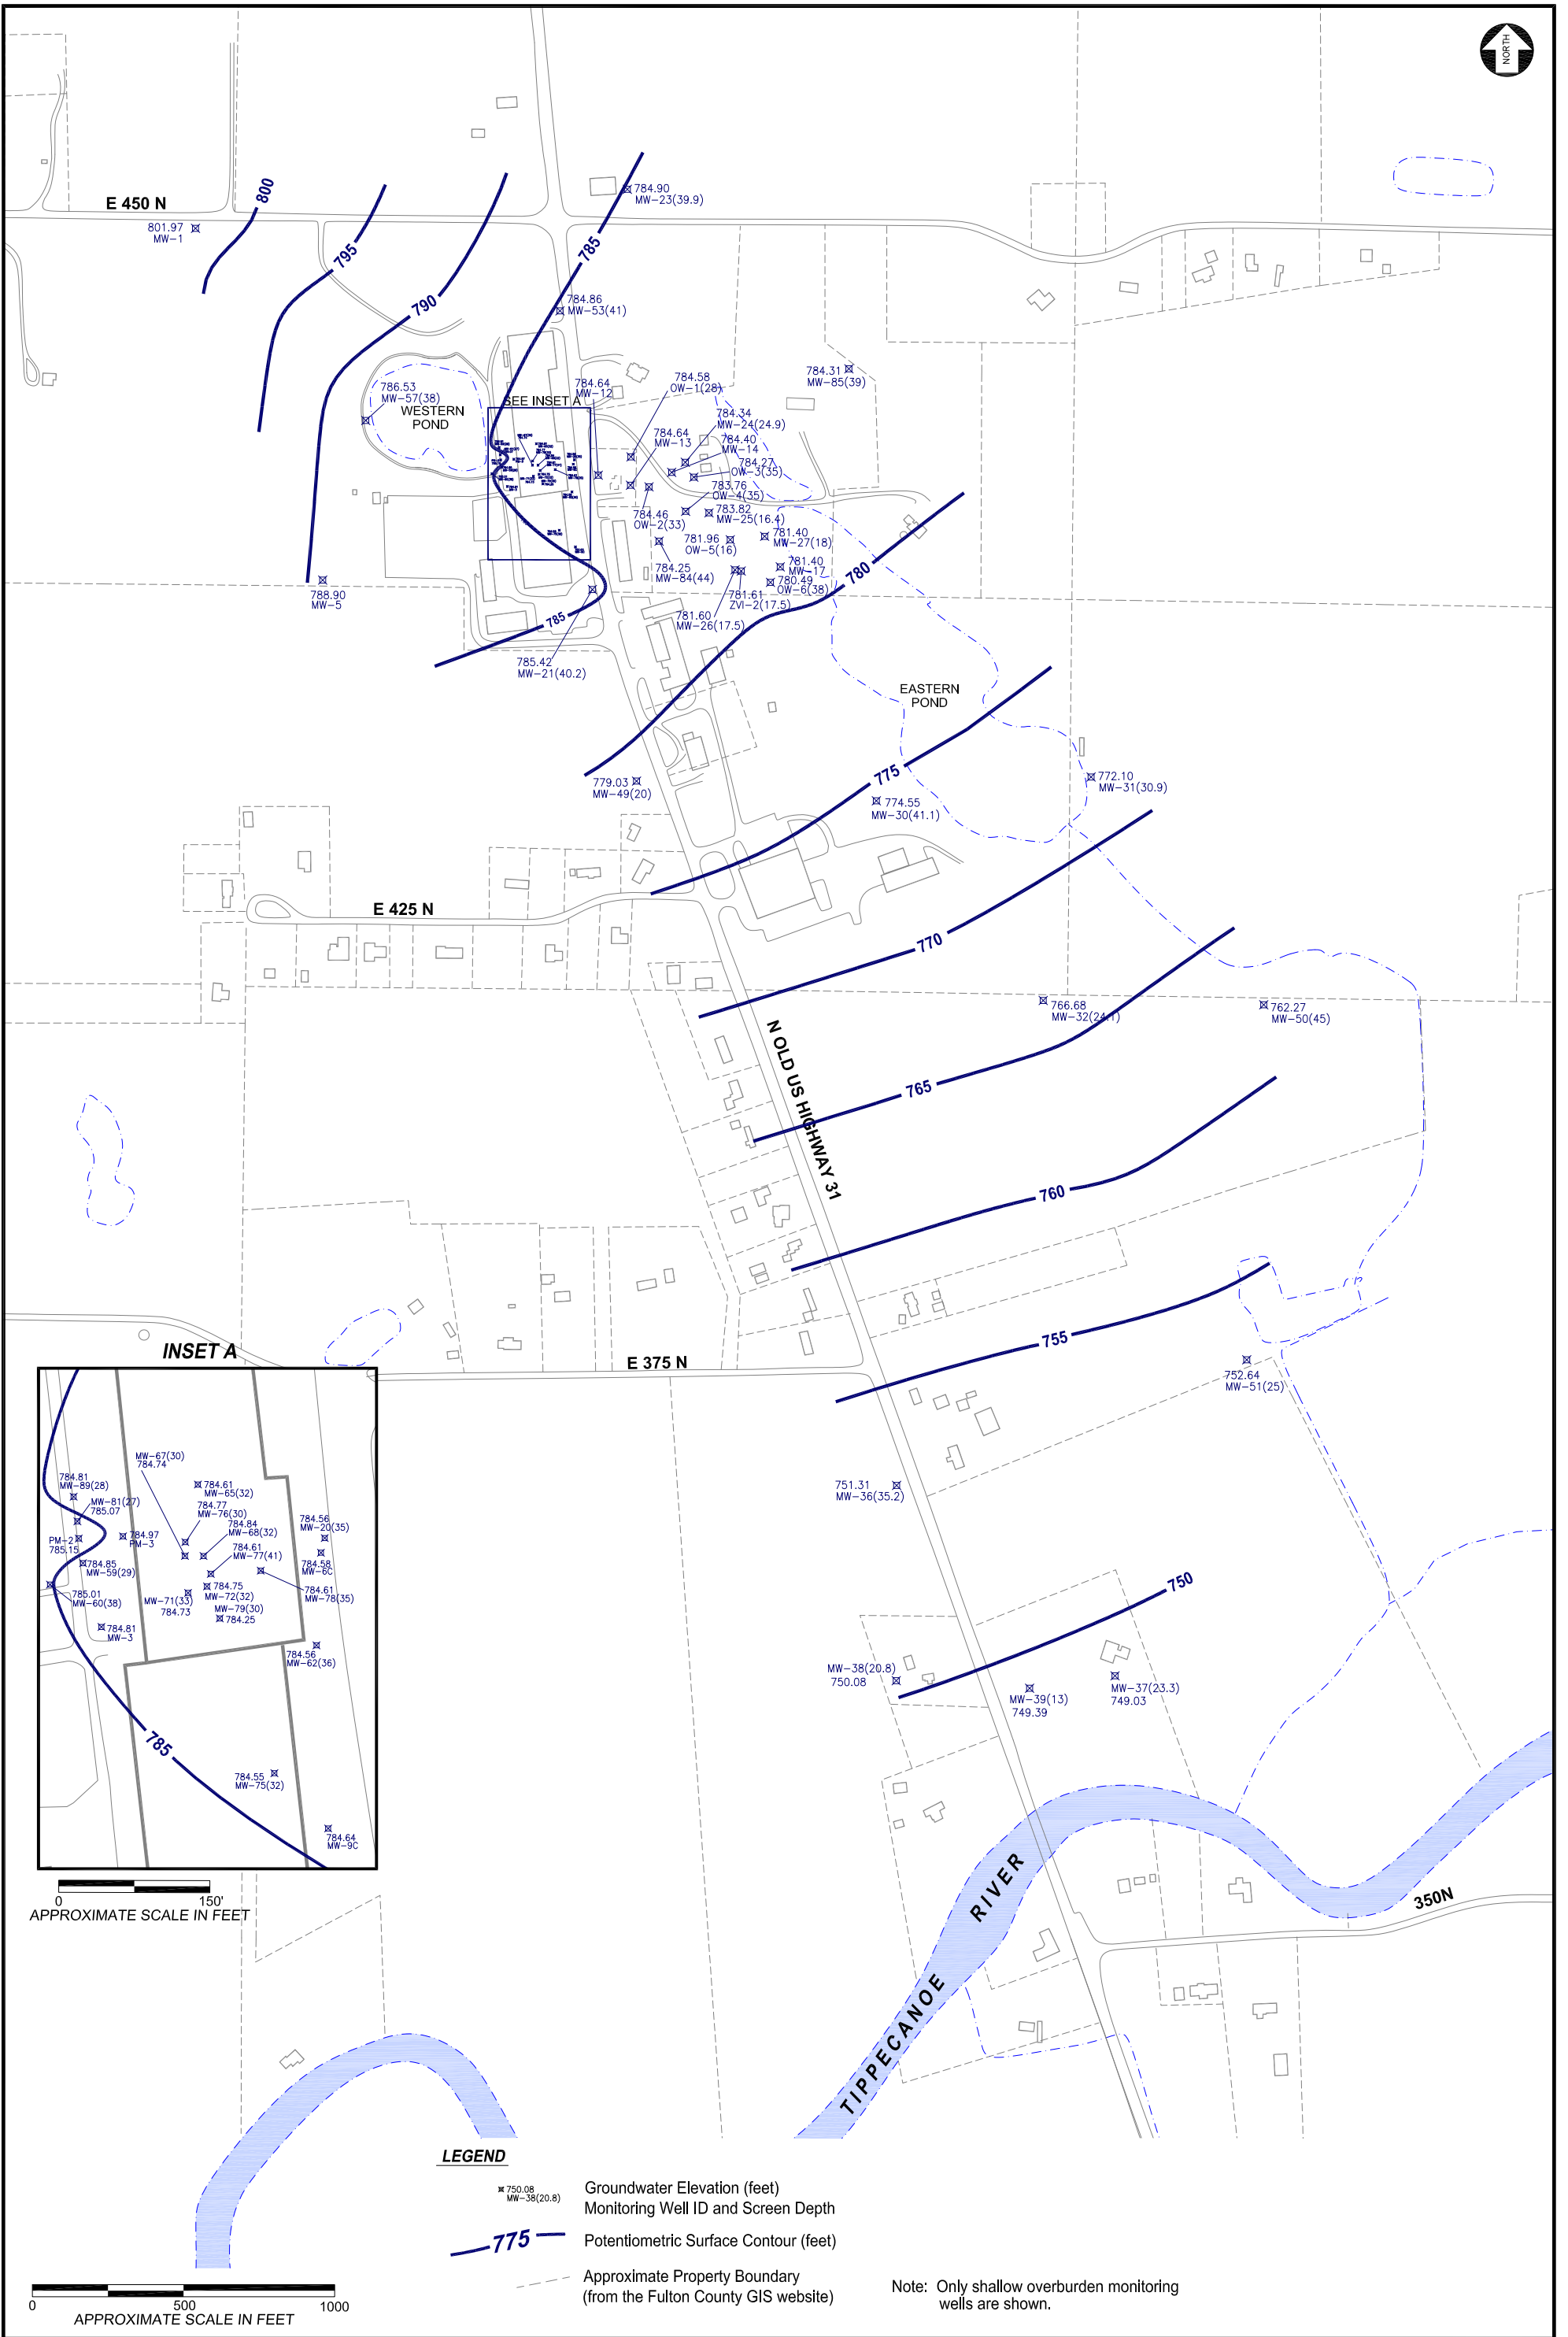 NORTH
E 450 N
801.97
MW-1
800
795
790
785
784.90
MW-23(39.9)
784.86
MW-53(41)
786.53
MW-57(38)
WESTERN
POND
SEE INSET A
784.64
MW-12
784.58
OW-1(28)
784.64
MW-13
784.31
MW-85(39)
784.34
MW-24(24.9)
784.40
MW-14
784.27
OW-3(35)
783.76
OW-4(35)
783.82
MW-25(16.4)
784.46
OW-2(33)
781.96
OW-5(16)
781.40
MW-27(18)
784.25
MW-84(44)
781.40
MW-17
780.49
OW-6(38)
781.61
ZVI-2(17.5)
781.60
MW-26(17.5)
780
788.90
MW-5
785
785.42
MW-21(40.2)
EASTERN
POND
779.03
MW-49(20)
775
774.55
MW-30(41.1)
772.10
MW-31(30.9)
E 425 N
770
766.68
MW-32(24.1)
762.27
MW-50(45)
N OLD US HIGHWAY 31
765
760
755
752.64
MW-51(25)
E 375 N
751.31
MW-36(35.2)
750
MW-38(20.8)
750.08
MW-39(13)
749.39
MW-37(23.3)
749.03
TIPPECANOE RIVER
350N
INSET A
MW-67(30)
784.74
784.81
MW-89(28)
MW-81(27)
785.07
PM-2
785.15
784.97
PM-3
784.85
MW-59(29)
785.01
MW-60(38)
784.81
MW-3
784.61
MW-65(32)
784.77
MW-76(30)
784.84
MW-68(32)
784.61
MW-77(41)
784.75
MW-72(32)
MW-71(33)
784.73
MW-79(30)
784.25
784.56
MW-20(35)
784.58
MW-6C
784.61
MW-78(35)
784.56
MW-62(36)
785
784.55
MW-75(32)
784.64
MW-9C
0 150'
APPROXIMATE SCALE IN FEET
LEGEND
750.08
MW-38(20.8)
Groundwater Elevation (feet)
Monitoring Well ID and Screen Depth
775
Potentiometric Surface Contour (feet)
Approximate Property Boundary
(from the Fulton County GIS website)
Note: Only shallow overburden monitoring
wells are shown.
0 500 1000
APPROXIMATE SCALE IN FEET